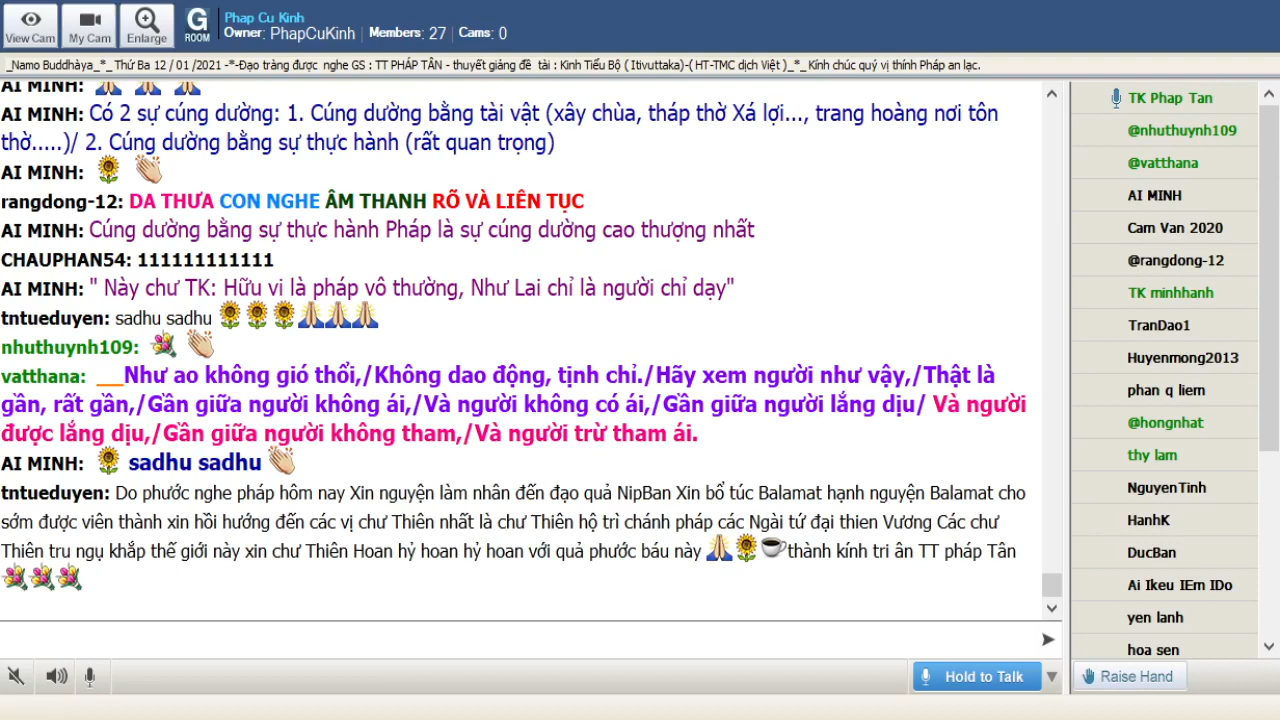 View Cam
My Cam
Enlarge
G ROOM
Phap Cu Kinh
Owner: PhapCuKinh | Members: 27 | Cams: 0
_Namo Buddhàya_*_ Thứ Ba 12 / 01 /2021 -*-Đạo tràng được nghe GS : TT PHÁP TÂN - thuyết giảng đề tài : Kinh Tiểu Bộ ( Itivuttaka)-( HT-TMC dịch Việt )_*_ Kính chúc quý vị thính Pháp an lạc.
AI MINH:
AI MINH: Có 2 sự cúng dường: 1. Cúng dường bằng tài vật (xây chùa, tháp thờ Xá lợi..., trang hoàng nơi tôn
thờ.....)/ 2. Cúng dường bằng sự thực hành (rất quan trọng)
AI MINH:
rangdong-12: DA THƯA CON NGHE ÂM THANH RÕ VÀ LIÊN TỤC
AI MINH: Cúng dường bằng sự thực hành Pháp là sự cúng dường cao thượng nhất
CHAUPHAN54: 111111111111
AI MINH: " Này chư TK: Hữu vi là pháp vô thường, Như Lai chỉ là người chỉ dạy"
tntueduyen: sadhu sadhu
nhuthuynh109:
vatthana: ___Như ao không gió thổi,/Không dao động, tịnh chỉ./Hãy xem người như vậy,/Thật là
gần, rất gần,/Gần giữa người không ái,/Và người không có ái,/Gần giữa người lắng dịu/ Và người
được lắng dịu,/Gần giữa người không tham,/Và người trừ tham ái.
AI MINH: sadhu sadhu
tntueduyen: Do phước nghe pháp hôm nay Xin nguyện làm nhân đến đạo quả NipBan Xin bổ túc Balamat hạnh nguyện Balamat cho
sớm được viên thành xin hồi hướng đến các vị chư Thiên nhất là chư Thiên hộ trì chánh pháp các Ngài tứ đại thien Vương Các chư
Thiên tru ngụ khắp thế giới này xin chư Thiên Hoan hỷ hoan hỷ hoan với quả phước báu này thành kính tri ân TT pháp Tân
TK Phap Tan
@nhuthuynh109
@vatthana
AI MINH
Cam Van 2020
@rangdong-12
TK minhhanh
TranDao1
Huyenmong2013
phan q liem
@hongnhat
thy lam
NguyenTinh
HanhK
DucBan
Ai Ikeu IEm IDo
yen lanh
hoa sen
Hold to Talk
Raise Hand